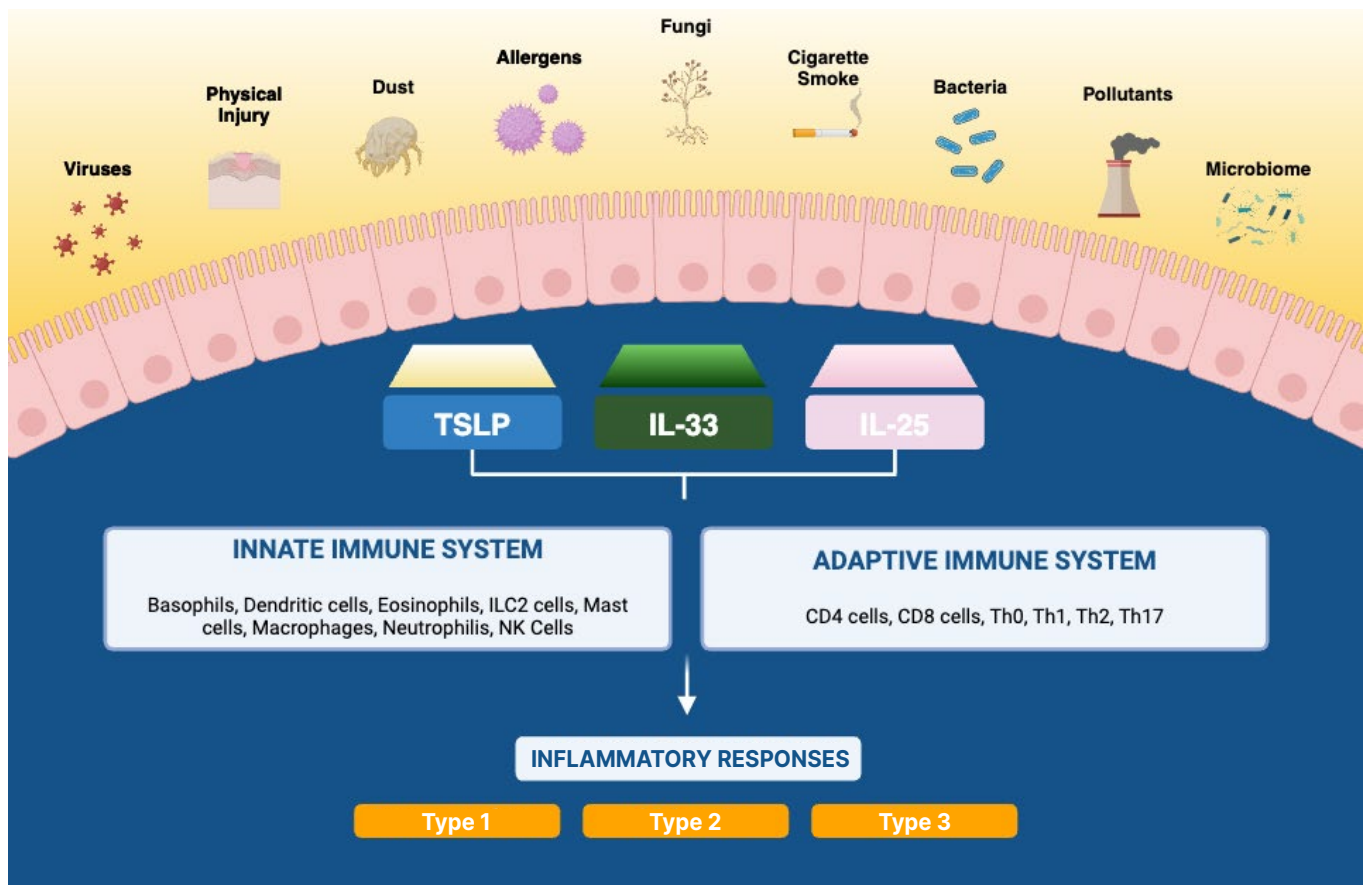 Fungi
Allergens
Cigarette
Smoke
Dust
Bacteria
Physical
Injury
Pollutants
Viruses
Microbiome
TSLP
IL-33
IL-25
INNATE IMMUNE SYSTEM
Basophils, Dendritic cells, Eosinophils, ILC2 cells, Mast
cells, Macrophages, Neutrophilis, NK Cells
ADAPTIVE IMMUNE SYSTEM
CD4 cells, CD8 cells, Th0, Th1, Th2, Th17
INFLAMMATORY RESPONSES
Type 1
Type 2
Type 3